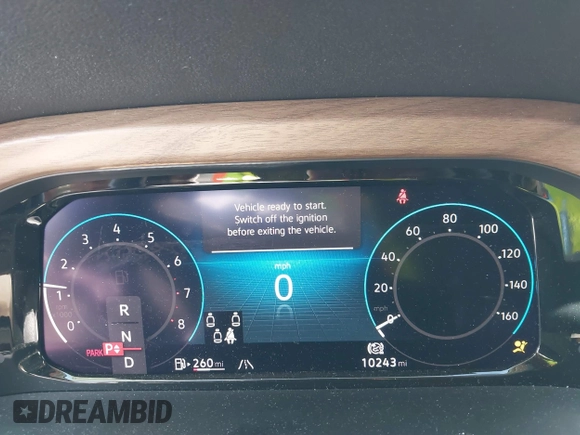 Vehicle ready to start.
Switch off the ignition
before exiting the vehicle.
mph
0
0 1 2 3 4 5 6 7 8
0 20 40 60 80 100 120 140 160
R
N
D
PARK P
260 mi
10243 mi
DREAMBID